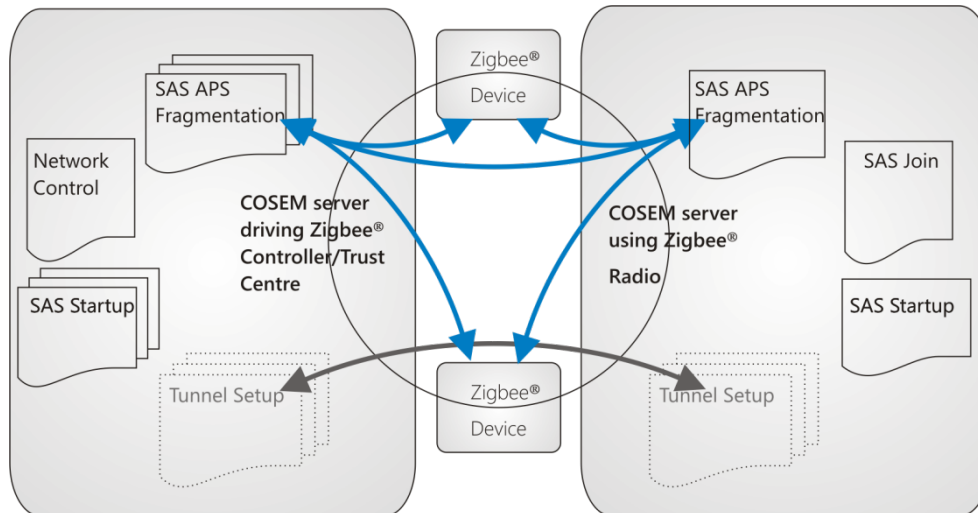 SAS APS
Fragmentation
Network
Control
COSEM server
driving Zigbee®
Controller/Trust
Centre
SAS Startup
Tunnel Setup
Zigbee®
Device
Zigbee®
Device
SAS APS
Fragmentation
SAS Join
COSEM server
using Zigbee®
Radio
SAS Startup
Tunnel Setup